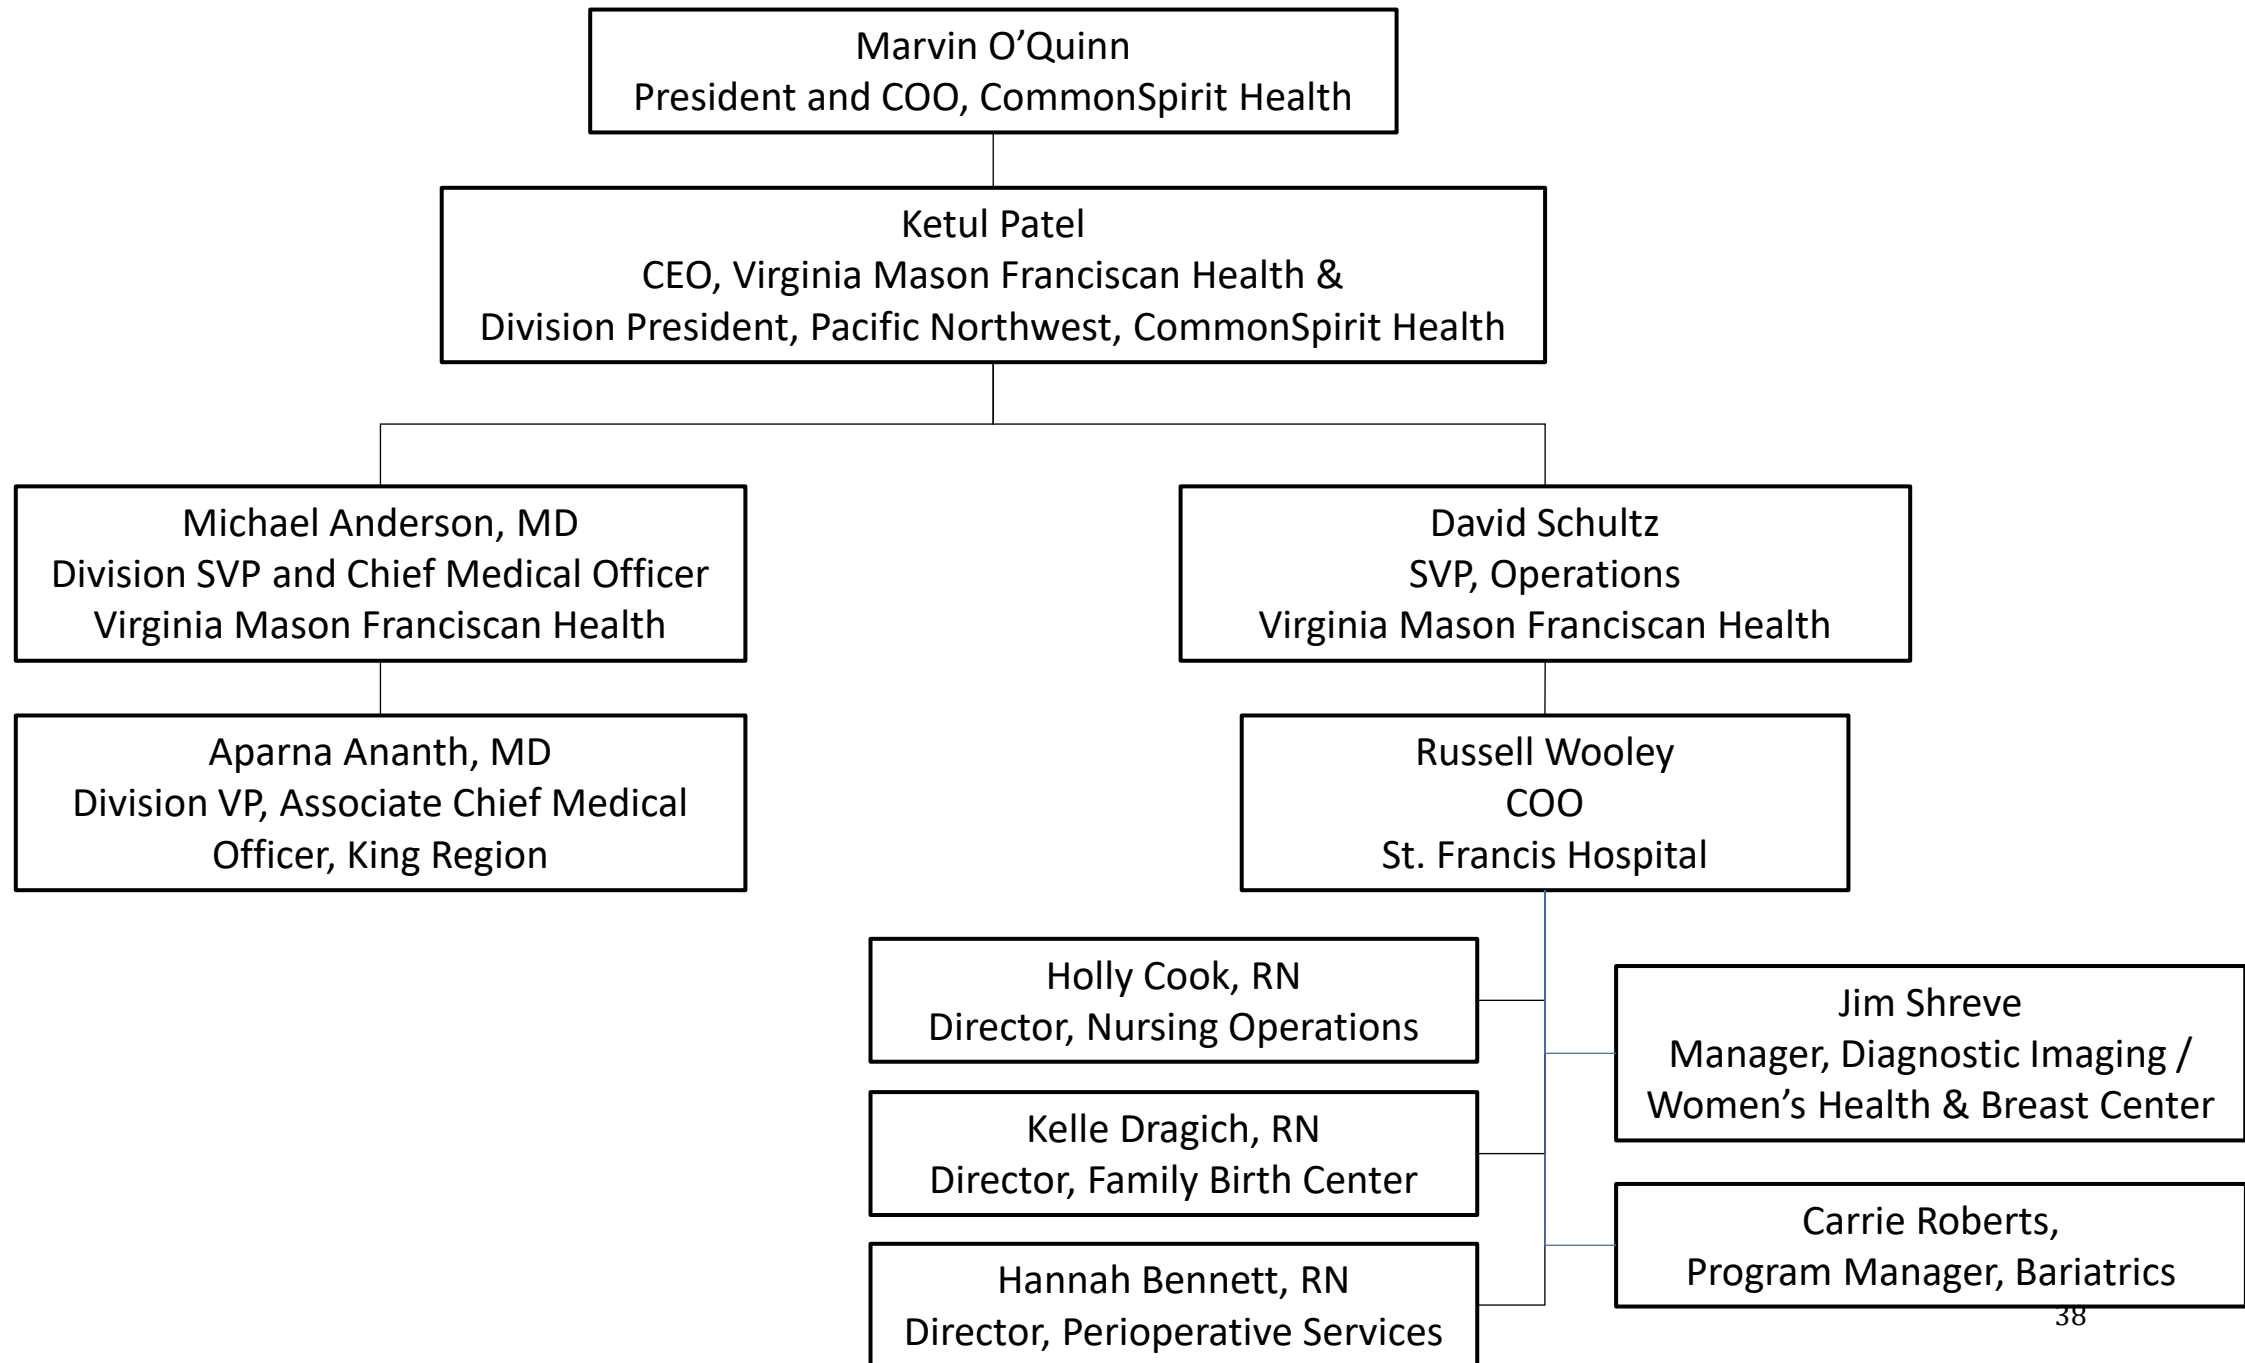 Marvin O’Quinn
President and COO, CommonSpirit Health
Ketul Patel
CEO, Virginia Mason Franciscan Health &
Division President, Pacific Northwest, CommonSpirit Health
Michael Anderson, MD
Division SVP and Chief Medical Officer
Virginia Mason Franciscan Health
David Schultz
SVP, Operations
Virginia Mason Franciscan Health
Aparna Ananth, MD
Division VP, Associate Chief Medical
Officer, King Region
Russell Wooley
COO
St. Francis Hospital
Holly Cook, RN
Director, Nursing Operations
Jim Shreve
Manager, Diagnostic Imaging /
Women’s Health & Breast Center
Kelle Dragich, RN
Director, Family Birth Center
Carrie Roberts,
Program Manager, Bariatrics
Hannah Bennett, RN
Director, Perioperative Services
38